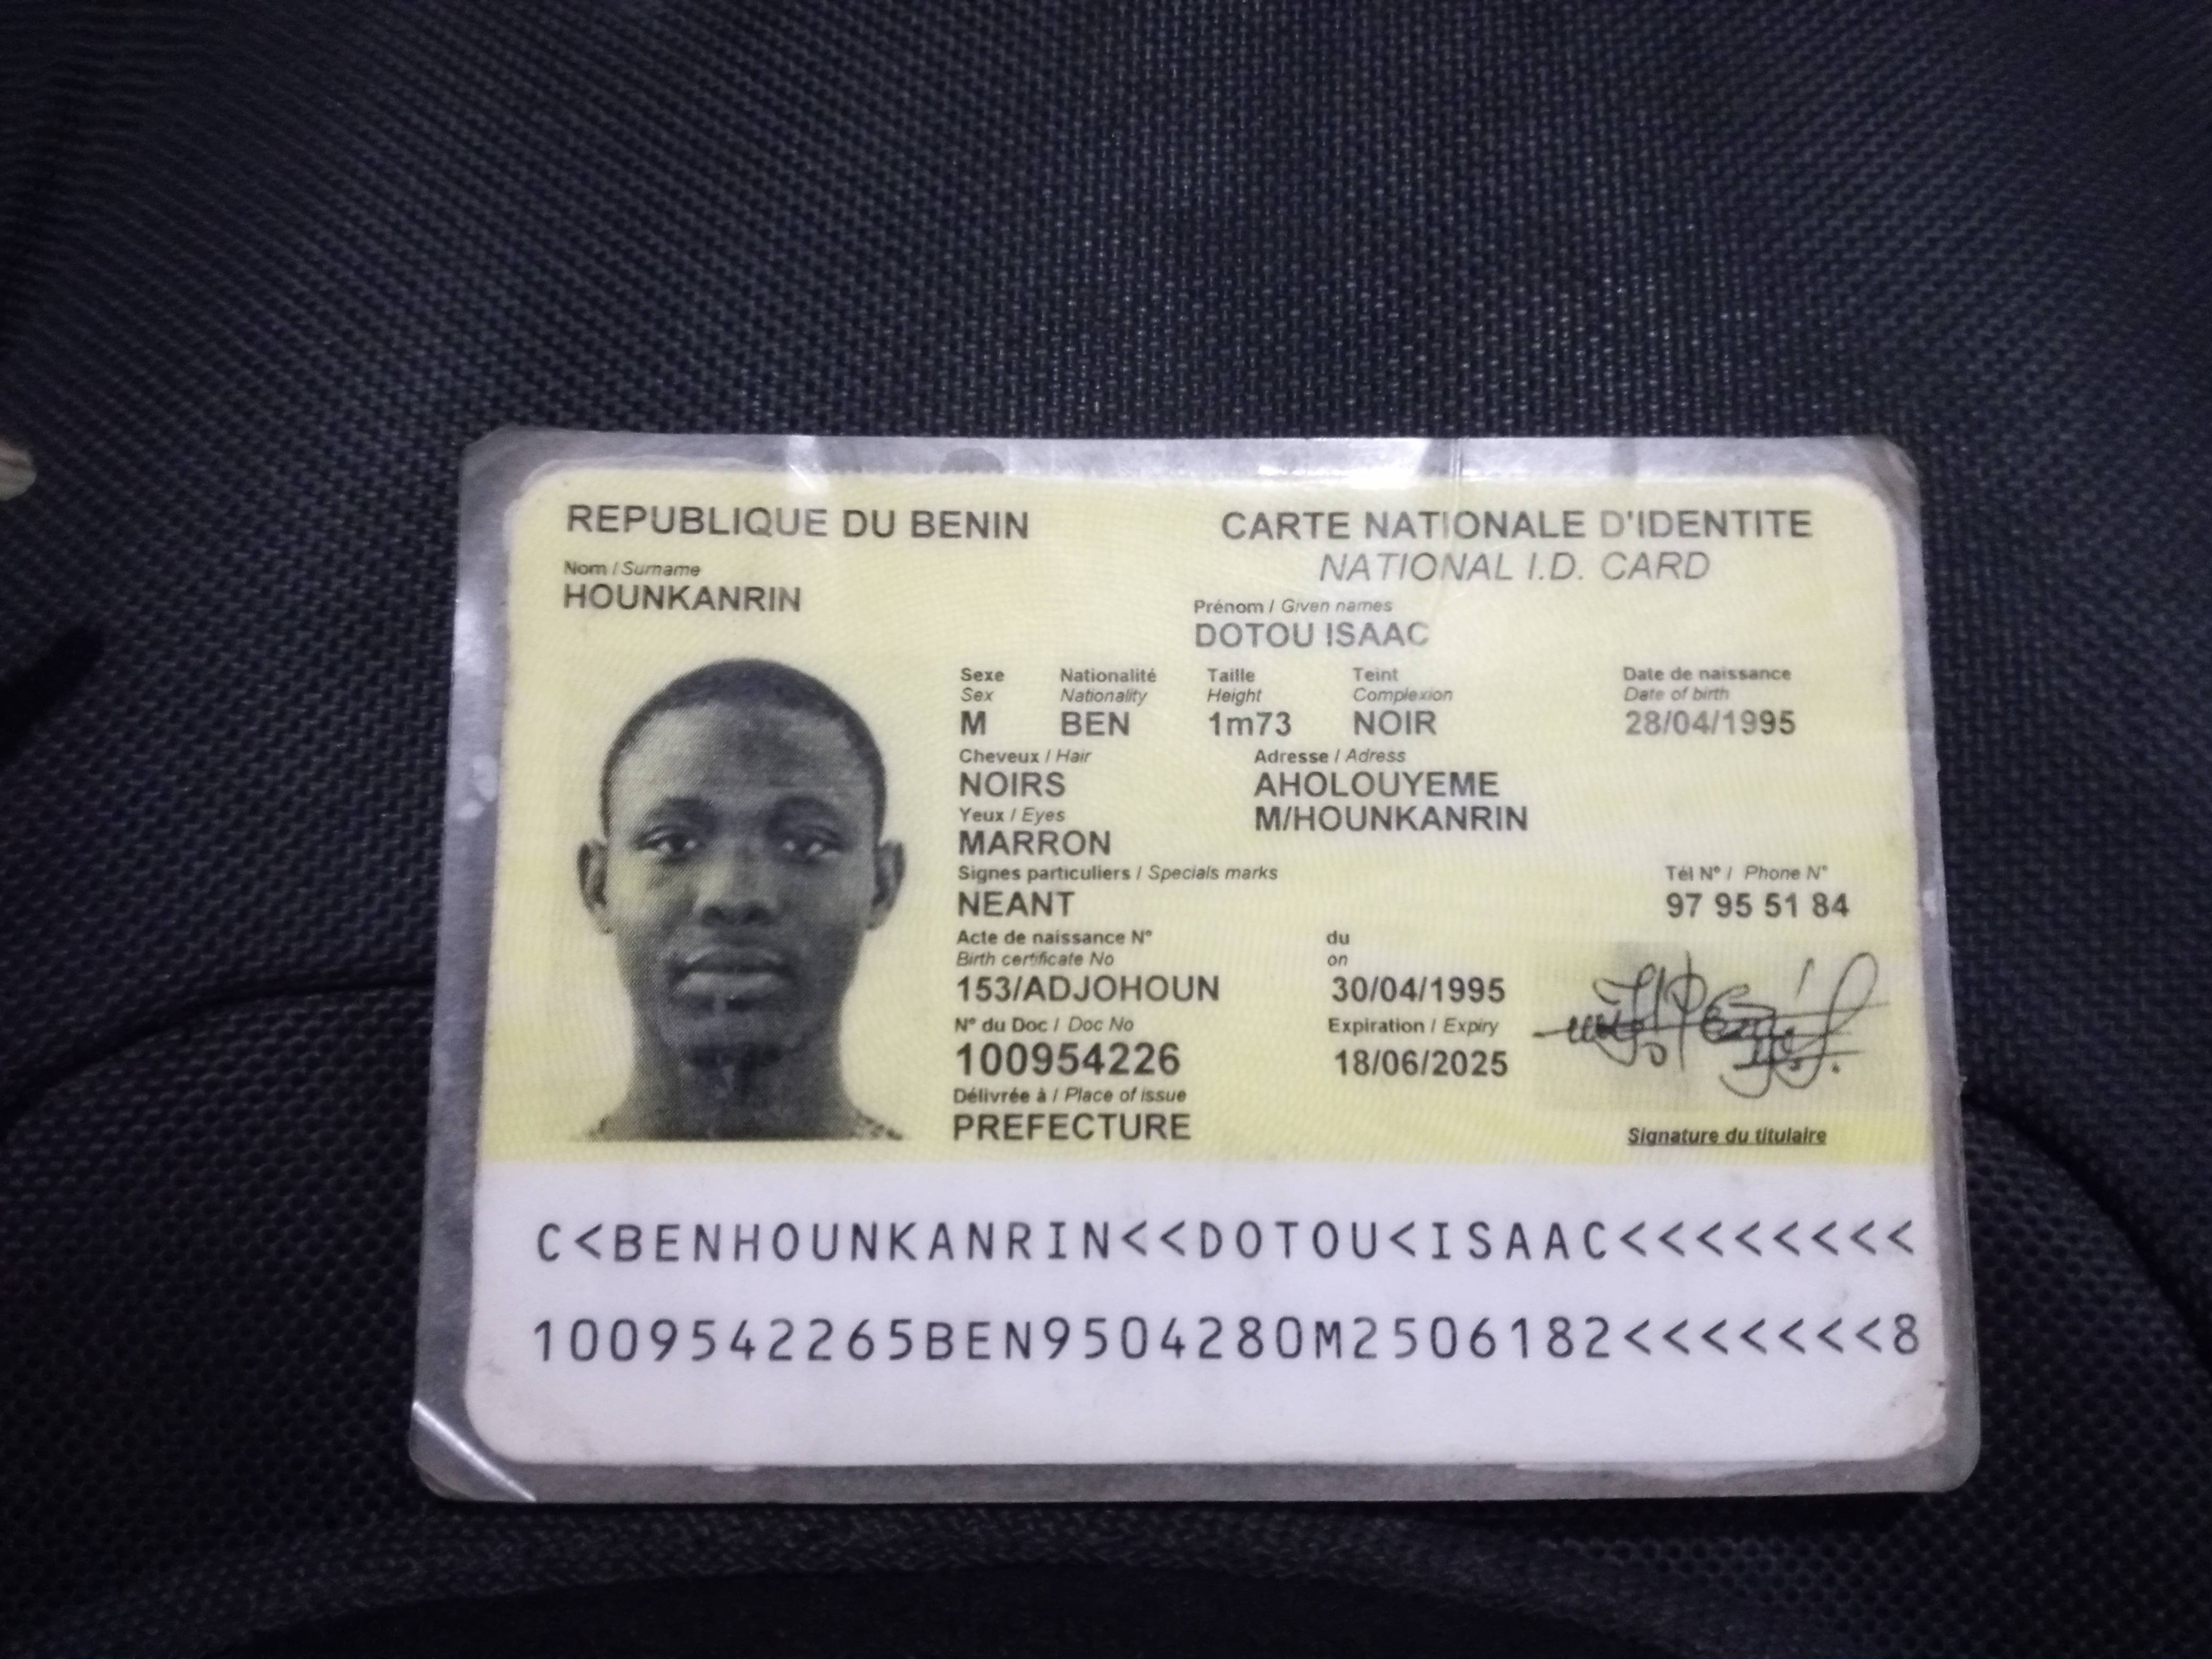 REPUBLIQUE DU BENIN
CARTE NATIONALE D'IDENTITE
NATIONAL I.D. CARD
Nom / Surname
HOUNKANRIN
Prénom / Given names
DOTOU ISAAC
Sexe Nationalité Taille Teint Date de naissance
Sex Nationality Height Complexion Date of birth
M BEN 1m73 NOIR 28/04/1995
Cheveux / Hair Adresse / Adress
NOIRS AHOLOUYEME
Yeux / Eyes M/HOUNKANRIN
MARRON
Signes particuliers / Specials marks Tél N° / Phone N°
NEANT 97 95 51 84
Acte de naissance N° du
Birth certificate No on
153/ADJOHOUN 30/04/1995
N° du Doc / Doc No Expiration / Expiry
100954226 18/06/2025
Délivrée à / Place of issue
PREFECTURE Signature du titulaire
C<BENHOUNKANRIN<<DOTOU<ISAAC<<<<<<<<
1009542265BEN9504280M2506182<<<<<<<8